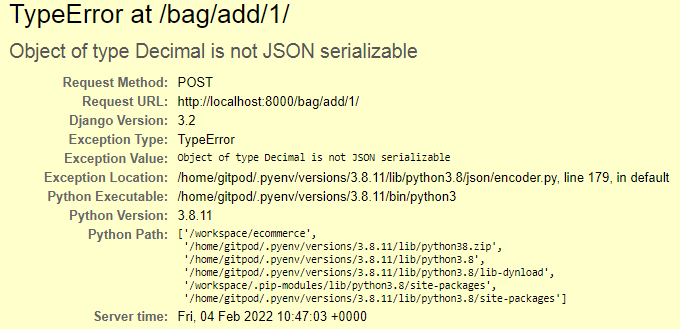 TypeError at /bag/add/1/
Object of type Decimal is not JSON serializable
Request Method: POST
Request URL: http://localhost:8000/bag/add/1/
Django Version: 3.2
Exception Type: TypeError
Exception Value: Object of type Decimal is not JSON serializable
Exception Location: /home/gitpod/.pyenv/versions/3.8.11/lib/python3.8/json/encoder.py, line 179, in default
Python Executable: /home/gitpod/.pyenv/versions/3.8.11/bin/python3
Python Version: 3.8.11
Python Path: ['/workspace/ecommerce',
'/home/gitpod/.pyenv/versions/3.8.11/lib/python38.zip',
'/home/gitpod/.pyenv/versions/3.8.11/lib/python3.8',
'/home/gitpod/.pyenv/versions/3.8.11/lib/python3.8/lib-dynload',
'/workspace/.pip-modules/lib/python3.8/site-packages',
'/home/gitpod/.pyenv/versions/3.8.11/lib/python3.8/site-packages']
Server time: Fri, 04 Feb 2022 10:47:03 +0000